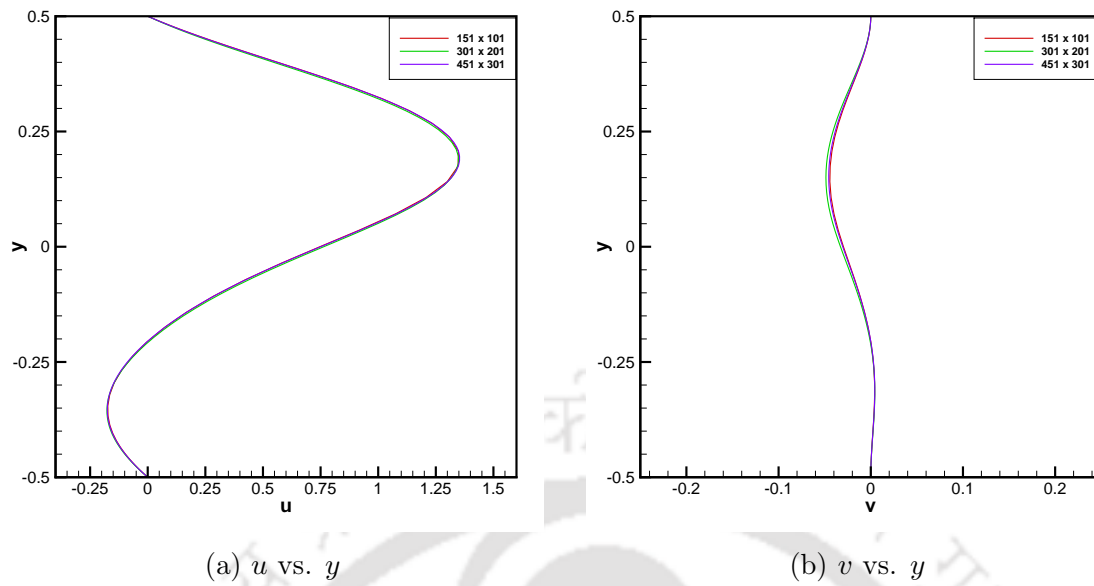 0.5
0.25
0
-0.25
-0.5
y
-0.25 0 0.25 0.5 0.75 1 1.25 1.5
u
151 x 101
301 x 201
451 x 301
(a) u vs. y
0.5
0.25
0
-0.25
-0.5
y
-0.2 -0.1 0 0.1 0.2
v
151 x 101
301 x 201
451 x 301
(b) v vs. y